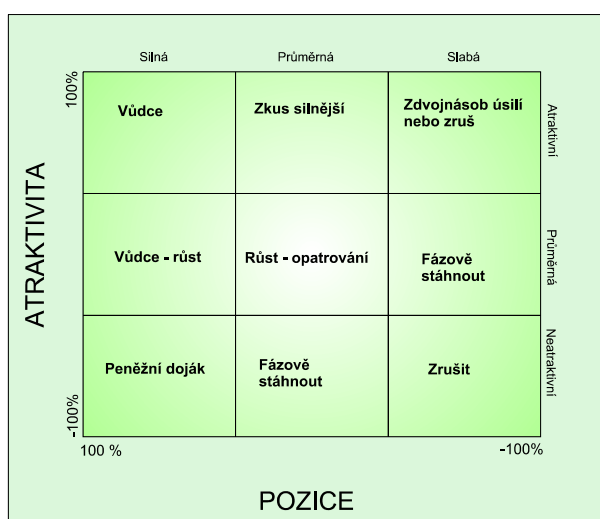 Silná
Průměrná
Slabá
100%
Vůdce
Zkus silnější
Zdvojnásob úsilí
nebo zruš
Atraktivní
ATRAKTIVITA
Vůdce - růst
Růst - opatrování
Fázově
stáhnout
Průměrná
Peněžní doják
Fázově
stáhnout
Zrušit
Neatraktivní
-100%
100 %
-100%
POZICE